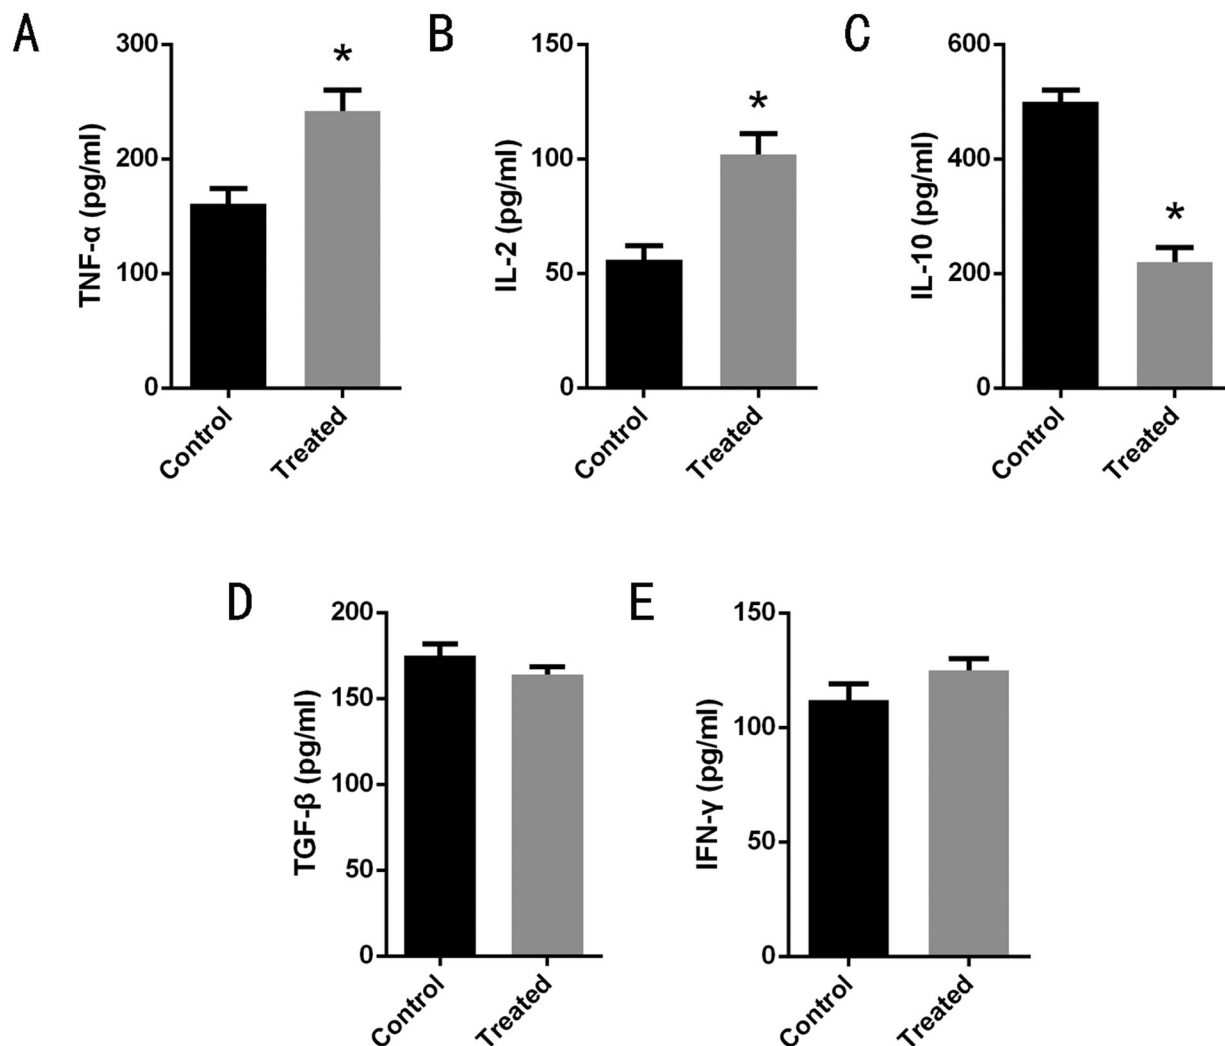 A
TNF-α (pg/ml)
300
200
100
0
*
Control
Treated
B
IL-2 (pg/ml)
150
100
50
0
*
Control
Treated
C
IL-10 (pg/ml)
600
400
200
0
*
Control
Treated
D
TGF-β (pg/ml)
200
150
100
50
0
Control
Treated
E
IFN-γ (pg/ml)
150
100
50
0
Control
Treated